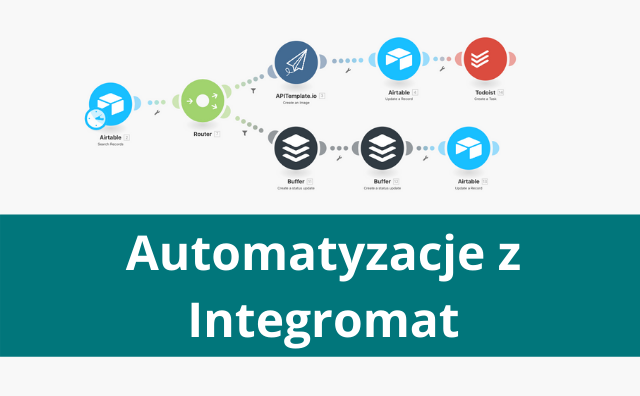 APITemplate.io
Create an Image
Airtable
Update a Record
Todoist
Create a Task
Airtable
Search Records
Router
Buffer
Create a status update
Buffer
Create a status update
Airtable
Update a Record
Automatyzacje z
Integromat